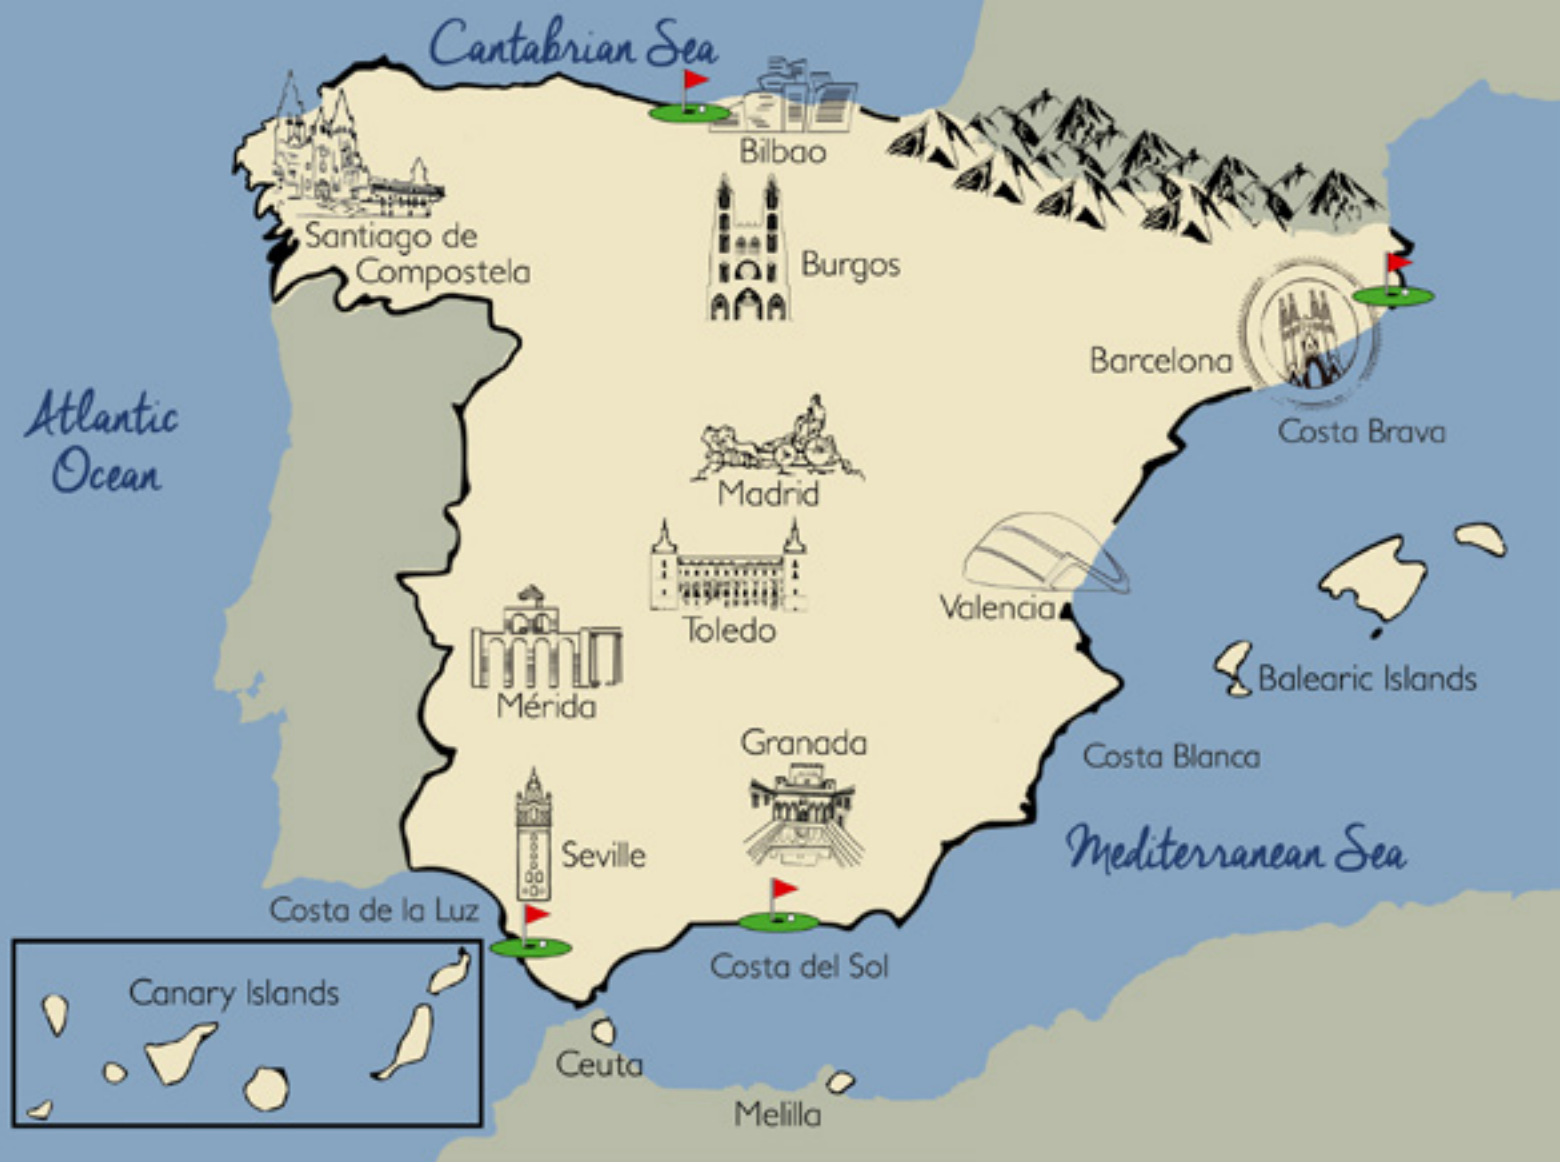 Cantabrian Sea
Bilbao
Santiago de
Compostela
Burgos
Barcelona
Atlantic
Ocean
Costa Brava
Madrid
Valencia
Toledo
Balearic Islands
Mérida
Granada
Costa Blanca
Mediterranean Sea
Seville
Costa de la Luz
Costa del Sol
Canary Islands
Ceuta
Melilla